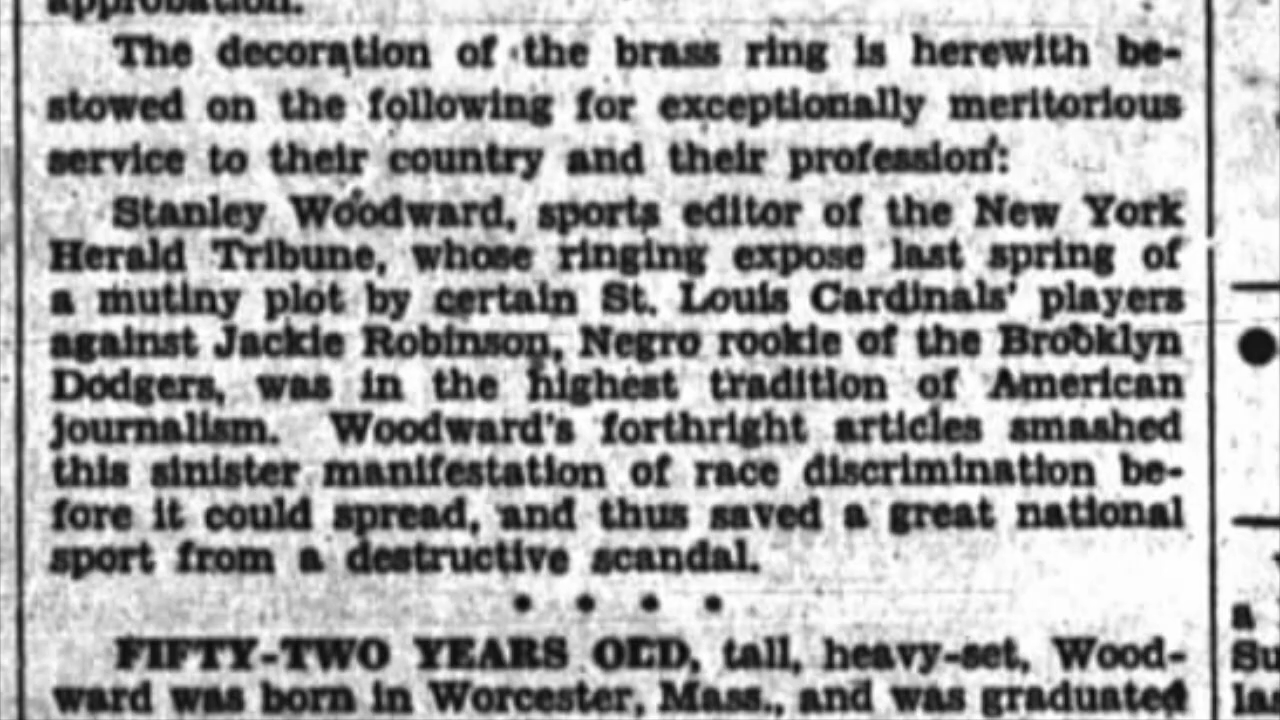 approbation.
The decoration of the brass ring is herewith be-
stowed on the following for exceptionally meritorious
service to their country and their profession:
Stanley Woodward, sports editor of the New York
Herald Tribune, whose ringing expose last spring of
a mutiny plot by certain St. Louis Cardinals' players
against Jackie Robinson, Negro rookie of the Brooklyn
Dodgers, was in the highest tradition of American
journalism. Woodward's forthright articles smashed
this sinister manifestation of race discrimination be-
fore it could spread, and thus saved a great national
sport from a destructive scandal.
• • • •
FIFTY-TWO YEARS OLD, tall, heavy-set, Wood-
ward was born in Worcester, Mass., and was graduated
a
Su